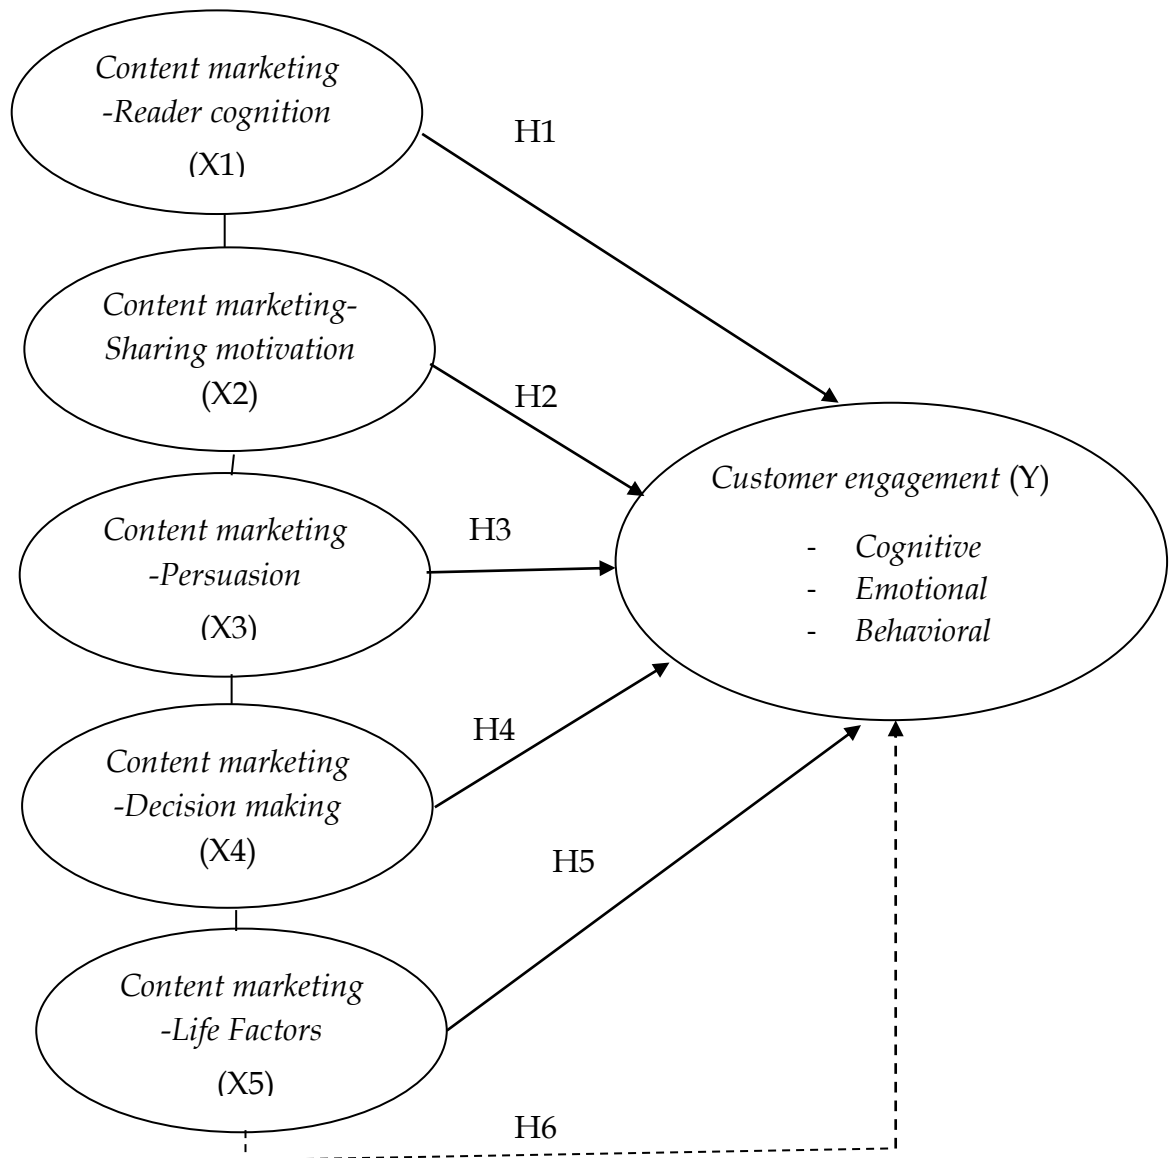 Content marketing
-Reader cognition
(X1)
H1
Content marketing-
Sharing motivation
(X2)
H2
Content marketing
-Persuasion
(X3)
H3
Customer engagement (Y)
- Cognitive
- Emotional
- Behavioral
Content marketing
-Decision making
(X4)
H4
Content marketing
-Life Factors
(X5)
H5
H6